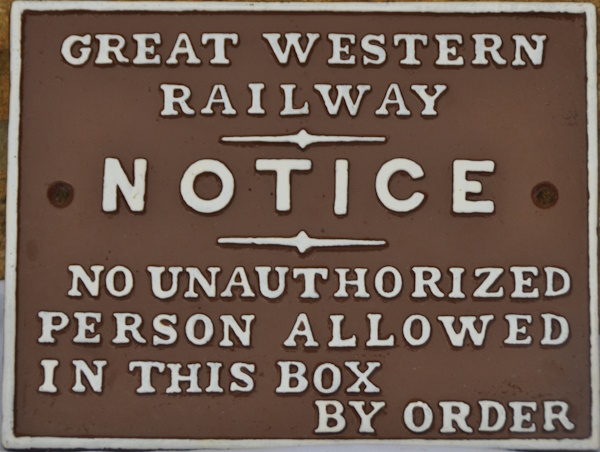 GREAT WESTERN
RAILWAY
NOTICE
NO UNAUTHORIZED
PERSON ALLOWED
IN THIS BOX
BY ORDER